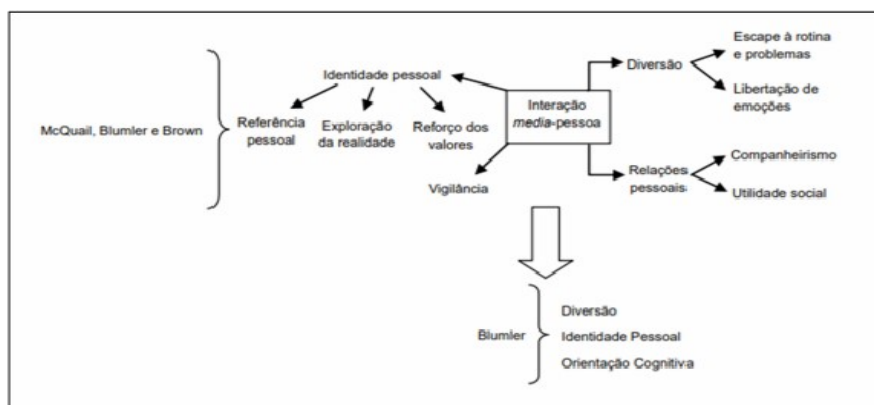 McQuail, Blumler e Brown
Identidade pessoal
Referência
pessoal
Exploração
da realidade
Reforço dos
valores
Vigilância
Interação
media-pessoa
Diversão
Escape à rotina
e problemas
Libertação de
emoções
Relações
pessoais
Companheirismo
Utilidade social
Blumler
Diversão
Identidade Pessoal
Orientação Cognitiva